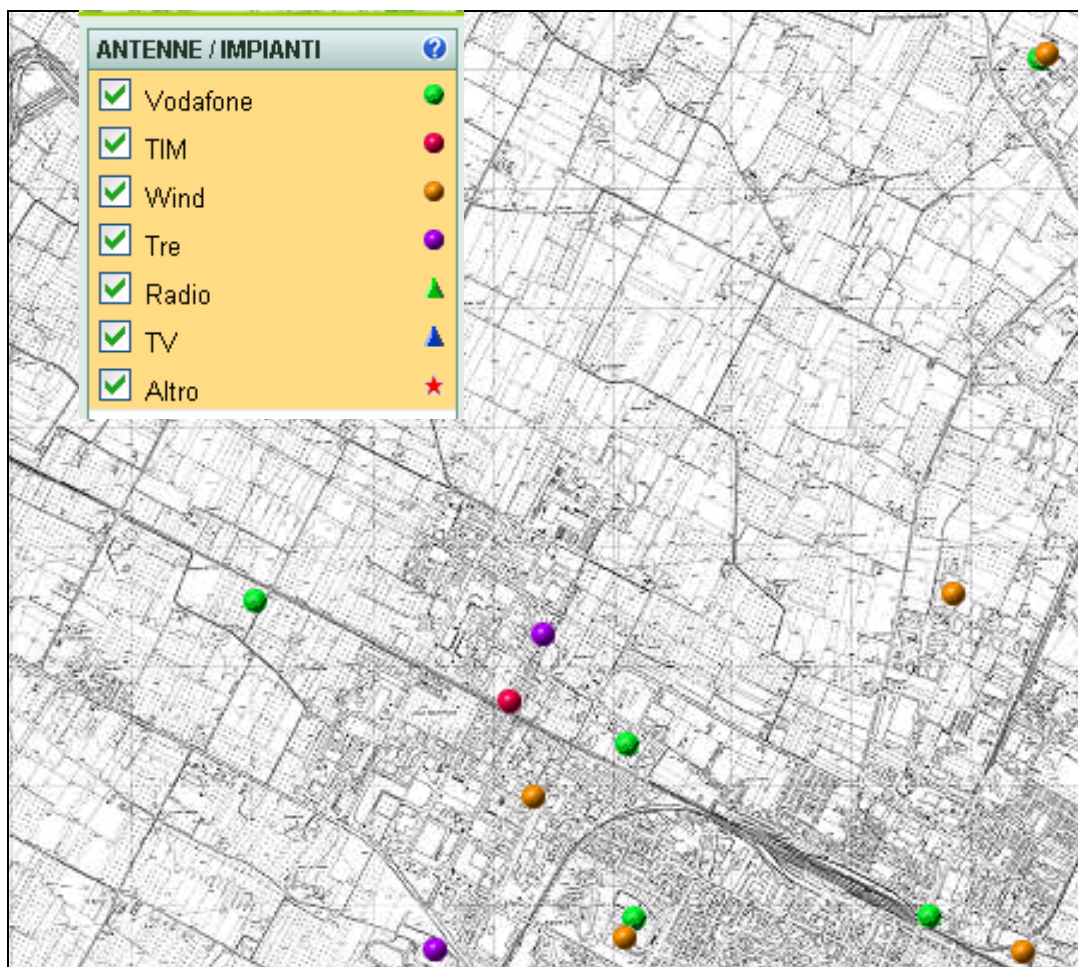 ANTENNE / IMPIANTI ?
Vodafone
TIM
Wind
Tre
Radio
TV
Altro